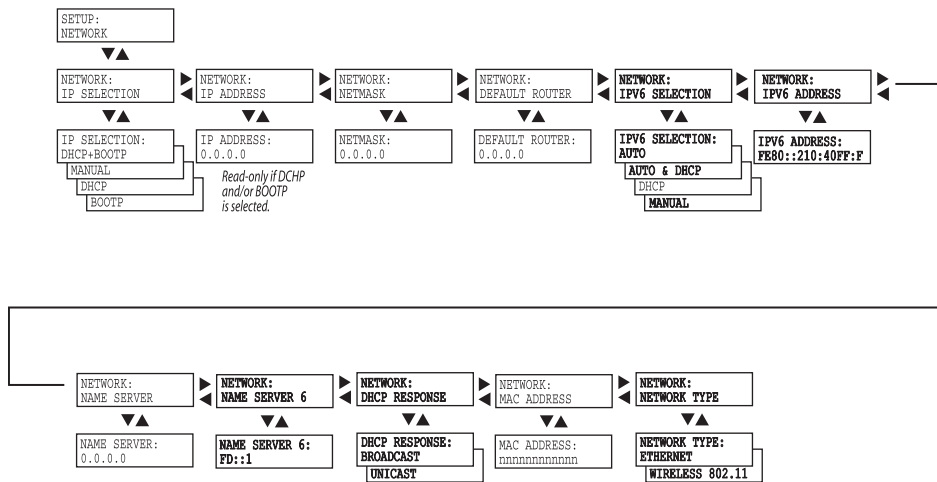 SETUP:
NETWORK
NETWORK:
IP SELECTION
NETWORK:
IP ADDRESS
NETWORK:
NETMASK
NETWORK:
DEFAULT ROUTER
NETWORK:
IPV6 SELECTION
NETWORK:
IPV6 ADDRESS
IP SELECTION:
DHCP+BOOTP
MANUAL
DHCP
BOOTP
IP ADDRESS:
0.0.0.0
Read-only if DCHP
and/or BOOTP
is selected.
NETMASK:
0.0.0.0
DEFAULT ROUTER:
0.0.0.0
IPV6 SELECTION:
AUTO
AUTO & DHCP
DHCP
MANUAL
IPV6 ADDRESS:
FE80::210:40FF:F
NETWORK:
NAME SERVER
NETWORK:
NAME SERVER 6
NETWORK:
DHCP RESPONSE
NETWORK:
MAC ADDRESS
NETWORK:
NETWORK TYPE
NAME SERVER:
0.0.0.0
NAME SERVER 6:
FD::1
DHCP RESPONSE:
BROADCAST
UNICAST
MAC ADDRESS:
nnnnnnnnnnnn
NETWORK TYPE:
ETHERNET
WIRELESS 802.11